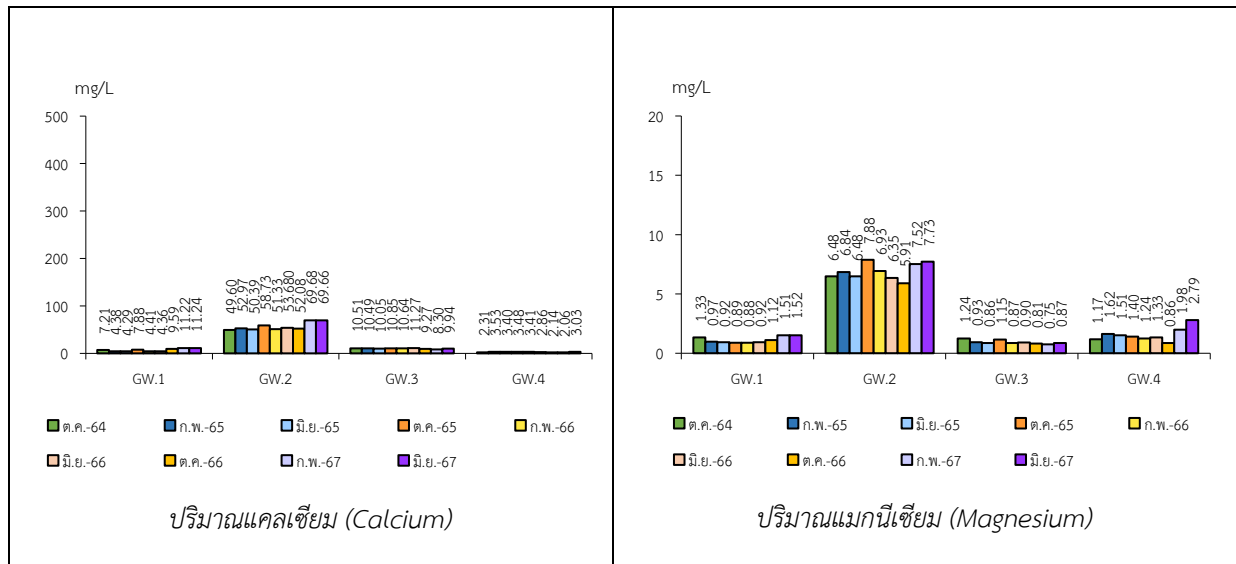 mg/L
500
400
300
200
100
0
7.21 4.38 4.29 7.88 4.41 4.36 9.59 11.22 11.24
49.60 52.97 50.39 58.73 51.33 53.680 52.08 69.68 69.66
10.51 10.49 10.05 10.85 10.64 11.27 9.27 8.30 9.94
2.31 3.53 3.53 3.40 3.48 3.41 2.86 2.14 2.06 3.03
GW.1 GW.2 GW.3 GW.4
ต.ค.-64 ก.พ.-65 มิ.ย.-65 ต.ค.-65 ก.พ.-66
มิ.ย.-66 ต.ค.-66 ก.พ.-67 มิ.ย.-67
ปริมาณแคลเซียม (Calcium)
mg/L
20
15
10
5
0
1.33 0.97 0.92 0.89 0.88 0.92 1.12 1.51 1.52
6.48 6.84 6.48 7.88 6.93 6.35 5.91 7.52 7.73
1.24 0.93 0.86 1.15 0.87 0.90 0.81 0.75 0.87
1.17 1.62 1.51 1.40 1.24 1.33 0.86 1.98 2.79
GW.1 GW.2 GW.3 GW.4
ต.ค.-64 ก.พ.-65 มิ.ย.-65 ต.ค.-65 ก.พ.-66
มิ.ย.-66 ต.ค.-66 ก.พ.-67 มิ.ย.-67
ปริมาณแมกนีเซียม (Magnesium)